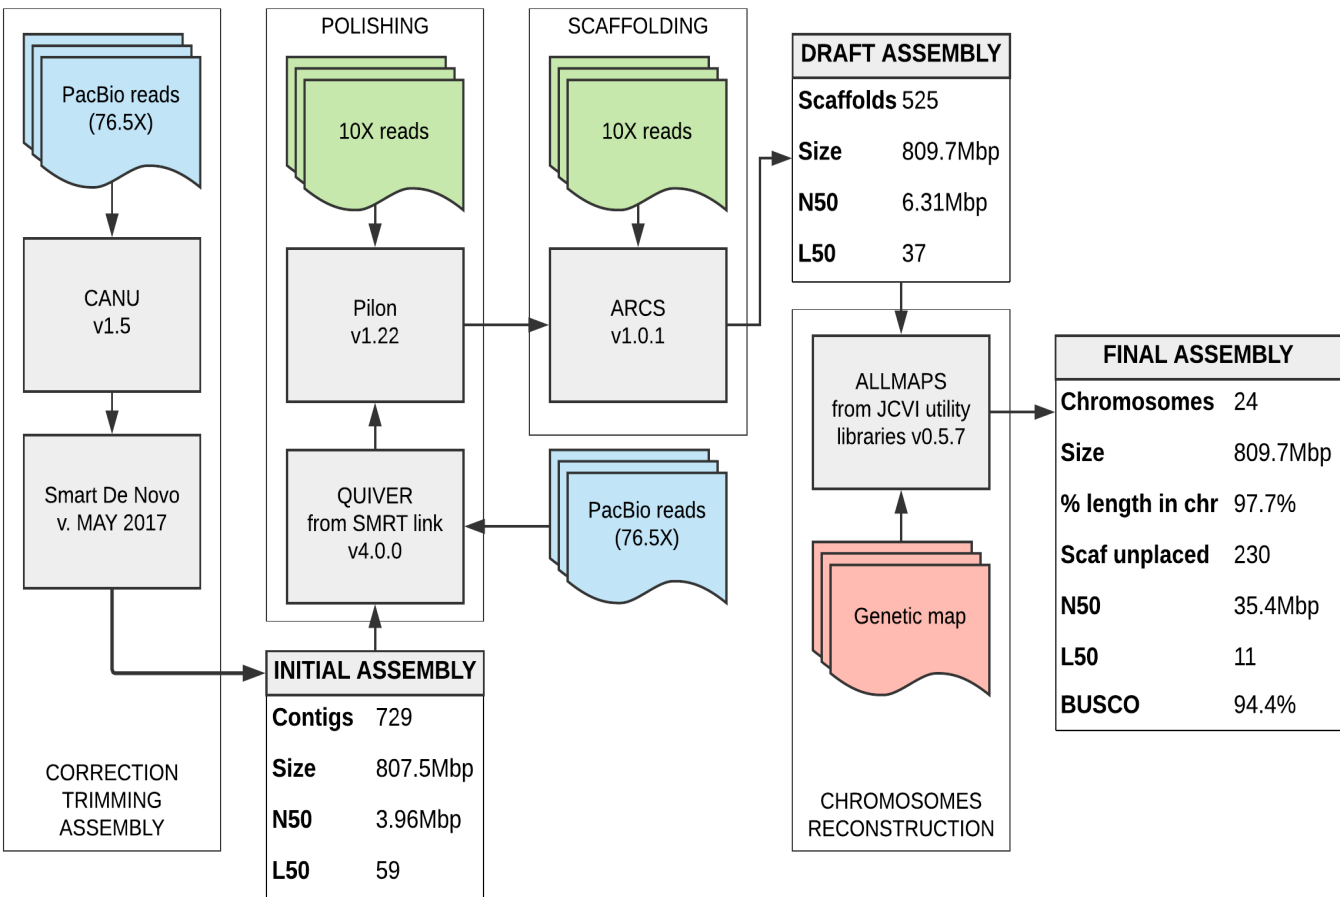 PacBio reads
(76.5X)
CANU
v1.5
Smart De Novo
v. MAY 2017
CORRECTION
TRIMMING
ASSEMBLY
POLISHING
10X reads
Pilon
v1.22
QUIVER
from SMRT link
v4.0.0
INITIAL ASSEMBLY
Contigs 729
Size 807.5Mbp
N50 3.96Mbp
L50 59
SCAFFOLDING
10X reads
ARCS
v1.0.1
PacBio reads
(76.5X)
DRAFT ASSEMBLY
Scaffolds 525
Size 809.7Mbp
N50 6.31Mbp
L50 37
ALLMAPS
from JCVI utility
libraries v0.5.7
Genetic map
CHROMOSOMES
RECONSTRUCTION
FINAL ASSEMBLY
Chromosomes 24
Size 809.7Mbp
% length in chr 97.7%
Scaf unplaced 230
N50 35.4Mbp
L50 11
BUSCO 94.4%